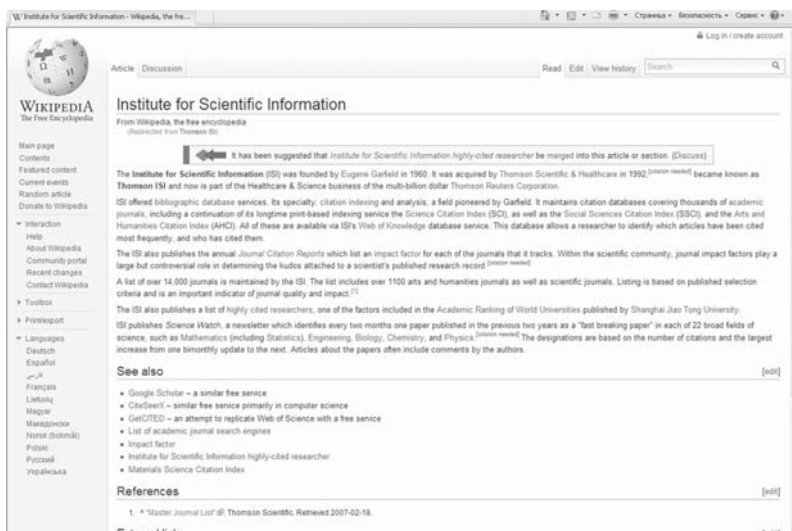 Institute for Scientific Information - Wikipedia, the fre...
Страница
Безопасность
Сервис
Log in / create account
Article
Discussion
Read
Edit
View history
Search
WIKIPEDIA
The Free Encyclopedia
Main page
Contents
Featured content
Current events
Random article
Donate to Wikipedia
Interaction
Help
About Wikipedia
Community portal
Recent changes
Contact Wikipedia
Toolbox
Print/export
Languages
Deutsch
Español
فارسی
Français
Lietuvių
Magyar
Македонски
Norsk (bokmål)
Polski
Русский
Українська
Institute for Scientific Information
From Wikipedia, the free encyclopedia
(Redirected from Thomson ISI)
It has been suggested that Institute for Scientific Information highly-cited researcher be merged into this article or section. (Discuss)
The Institute for Scientific Information (ISI) was founded by Eugene Garfield in 1960. It was acquired by Thomson Scientific & Healthcare in 1992,[citation needed] became known as
Thomson ISI and now is part of the Healthcare & Science business of the multi-billion dollar Thomson Reuters Corporation.
ISI offered bibliographic database services. Its specialty: citation indexing and analysis, a field pioneered by Garfield. It maintains citation databases covering thousands of academic
journals, including a continuation of its longtime print-based indexing service the Science Citation Index (SCI), as well as the Social Sciences Citation Index (SSCI), and the Arts and
Humanities Citation Index (AHCI). All of these are available via ISI's Web of Knowledge database service. This database allows a researcher to identify which articles have been cited
most frequently, and who has cited them.
The ISI also publishes the annual Journal Citation Reports which list an impact factor for each of the journals that it tracks. Within the scientific community, journal impact factors play a
large but controversial role in determining the kudos attached to a scientist's published research record.[citation needed]
A list of over 14,000 journals is maintained by the ISI. The list includes over 1100 arts and humanities journals as well as scientific journals. Listing is based on published selection
criteria and is an important indicator of journal quality and impact.[1]
The ISI also publishes a list of highly cited researchers, one of the factors included in the Academic Ranking of World Universities published by Shanghai Jiao Tong University.
ISI publishes Science Watch, a newsletter which identifies every two months one paper published in the previous two years as a "fast breaking paper" in each of 22 broad fields of
science, such as Mathematics (including Statistics), Engineering, Biology, Chemistry, and Physics.[citation needed] The designations are based on the number of citations and the largest
increase from one bimonthly update to the next. Articles about the papers often include comments by the authors.
See also [edit]
Google Scholar – a similar free service
CiteSeerX – similar free service primarily in computer science
GetCITED – an attempt to replicate Web of Science with a free service
List of academic journal search engines
Impact factor
Institute for Scientific Information highly-cited researcher
Materials Science Citation Index
References [edit]
1. ^ "Master Journal List". Thomson Scientific. Retrieved 2007-02-18.